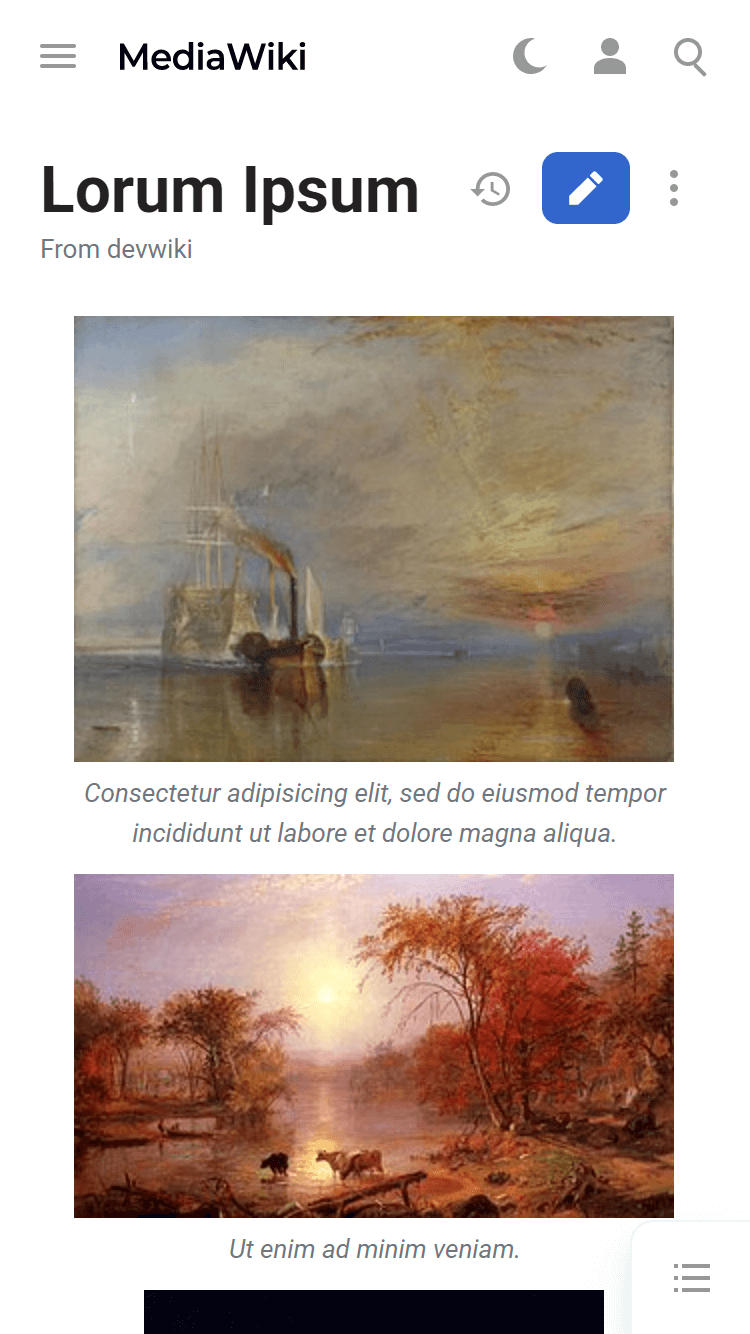 MediaWiki
Lorum Ipsum
From devwiki
Consectetur adipisicing elit, sed do eiusmod tempor
incididunt ut labore et dolore magna aliqua.
Ut enim ad minim veniam.